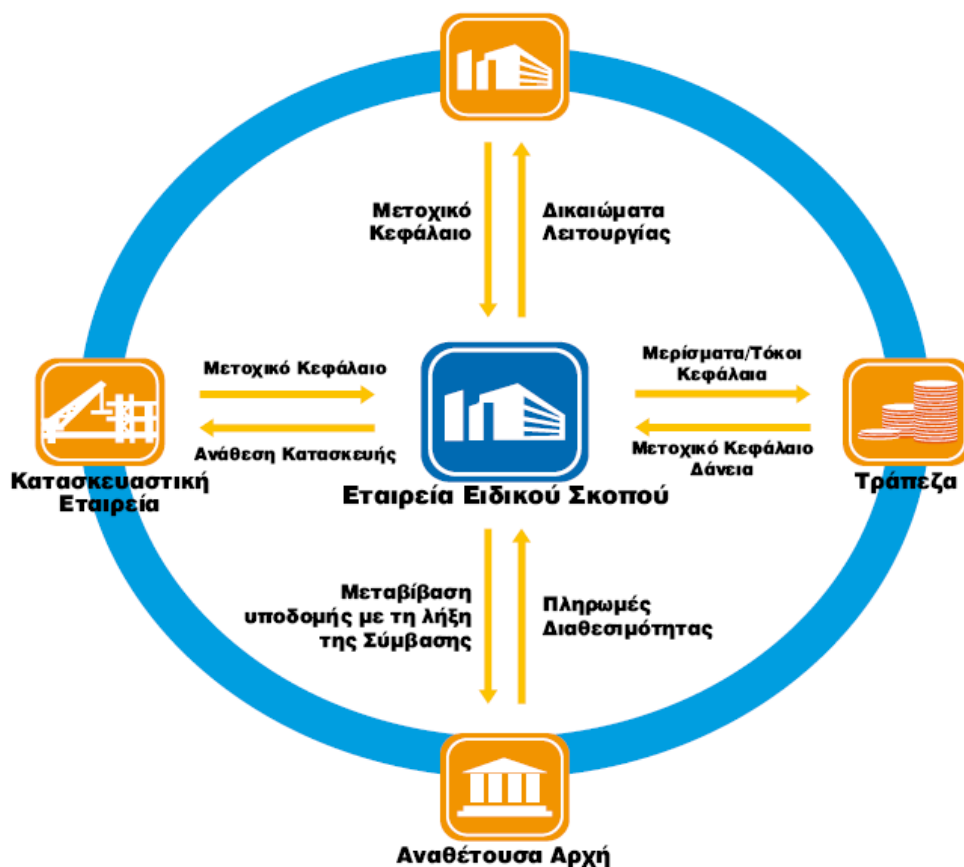 Μετοχικό
Κεφάλαιο
Δικαιώματα
Λειτουργίας
Μετοχικό Κεφάλαιο
Ανάθεση Κατασκευής
Μερίσματα/Τόκοι
Κεφάλαια
Μετοχικό Κεφάλαιο
Δάνεια
Κατασκευαστική
Εταιρεία
Εταιρεία Ειδικού Σκοπού
Τράπεζα
Μεταβίβαση
υποδομής με τη λήξη
της Σύμβασης
Πληρωμές
Διαθεσιμότητας
Αναθέτουσα Αρχή